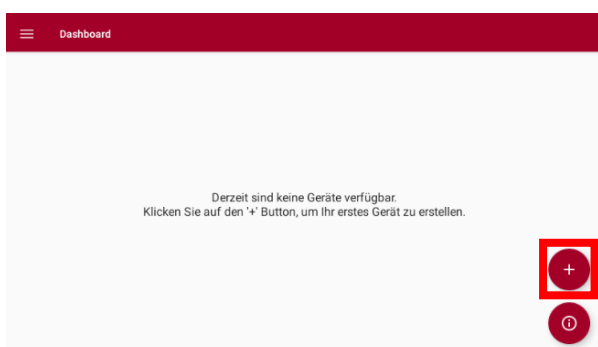 Dashboard
Derzeit sind keine Geräte verfügbar.
Klicken Sie auf den '+' Button, um Ihr erstes Gerät zu erstellen.
+